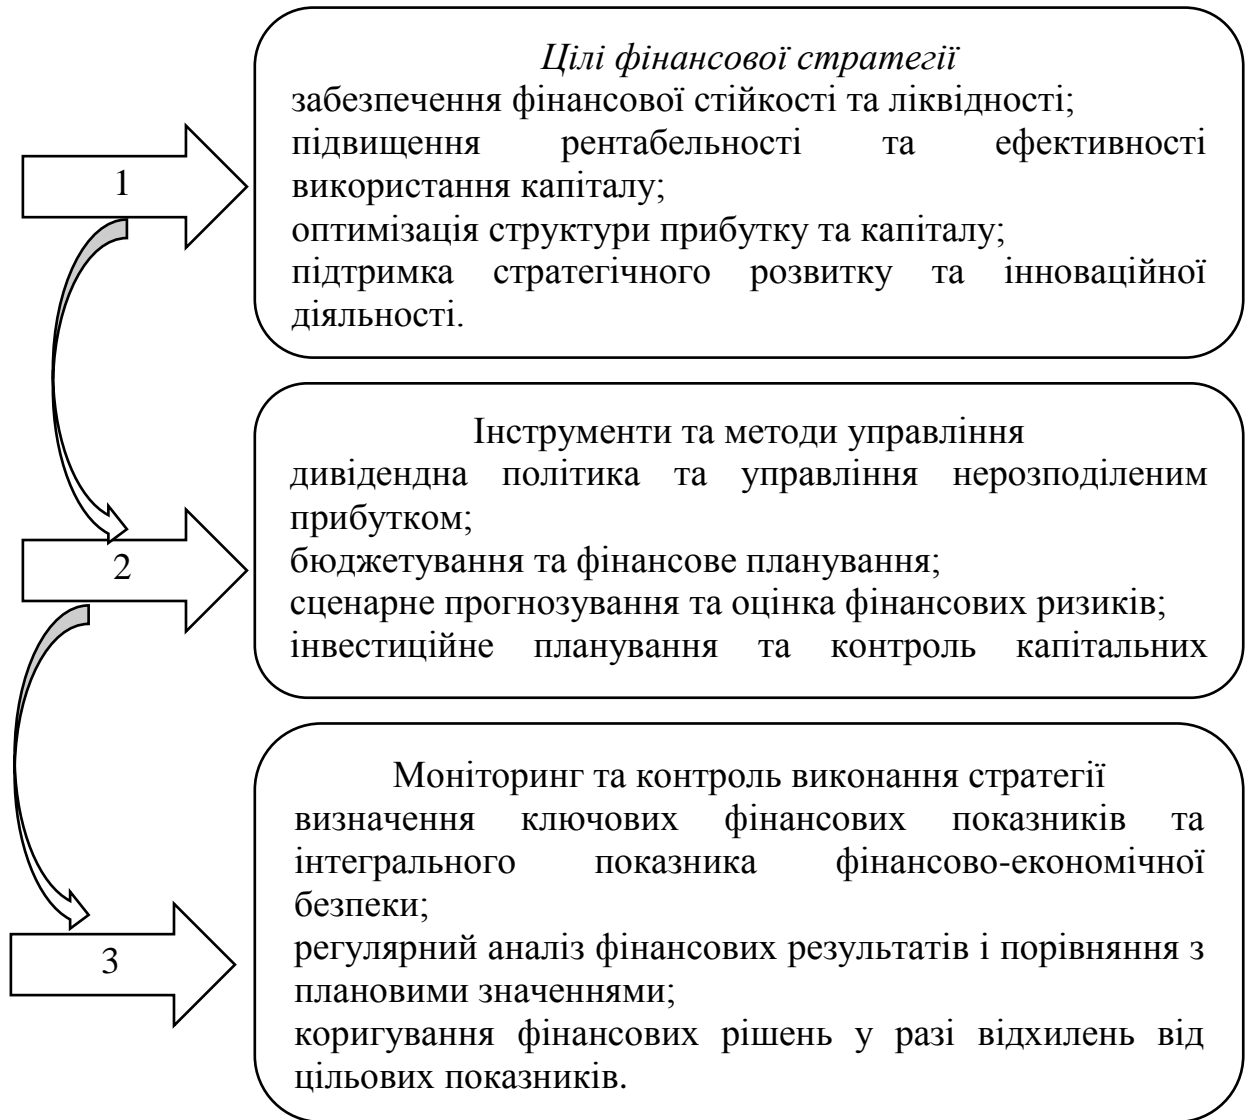 Цілі фінансової стратегії
забезпечення фінансової стійкості та ліквідності;
підвищення рентабельності та ефективності
1
використання капіталу;
оптимізація структури прибутку та капіталу;
підтримка стратегічного розвитку та інноваційної
діяльності.
Інструменти та методи управління
дивідендна політика та управління нерозподіленим
прибутком;
2
бюджетування та фінансове планування;
сценарне прогнозування та оцінка фінансових ризиків;
інвестиційне планування та контроль капітальних
Моніторинг та контроль виконання стратегії
визначення ключових фінансових показників та
інтегрального показника фінансово-економічної
безпеки;
3
регулярний аналіз фінансових результатів і порівняння з
плановими значеннями;
коригування фінансових рішень у разі відхилень від
цільових показників.